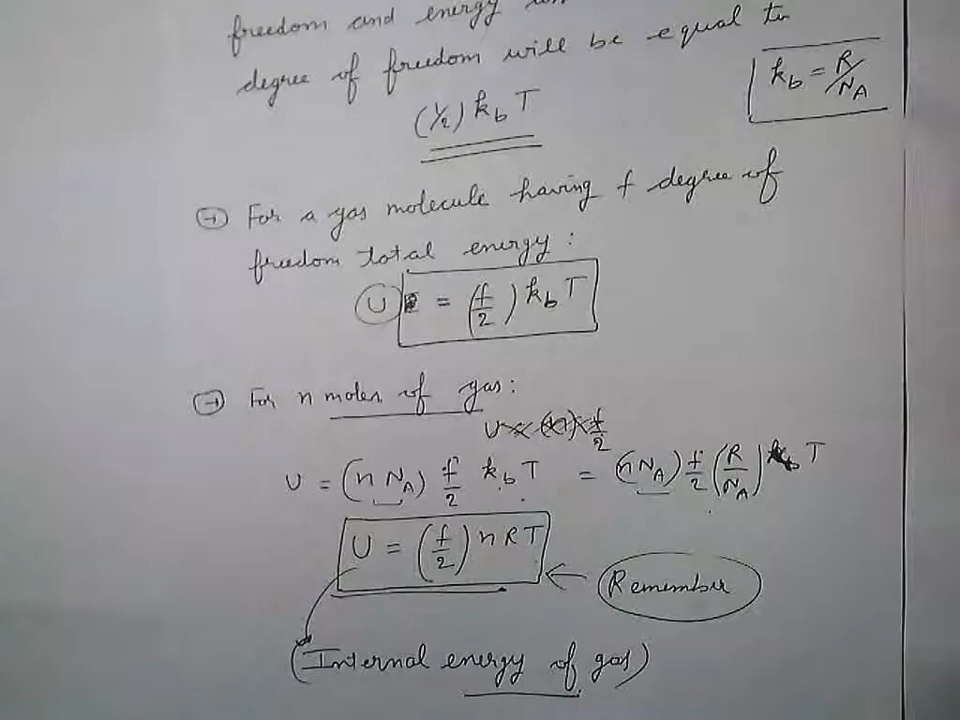 freedom and energy
degree of freedom will be equal to
(1/2) kb T
kb = R/NA
→ For a gas molecule having f degree of
freedom total energy:
U = (f/2) kb T
→ For n moles of gas:
U = (n NA) f/2 kb T = (n NA) f/2 (R/NA) T
U = (f/2) n R T
← Remember
(Internal energy of gas)